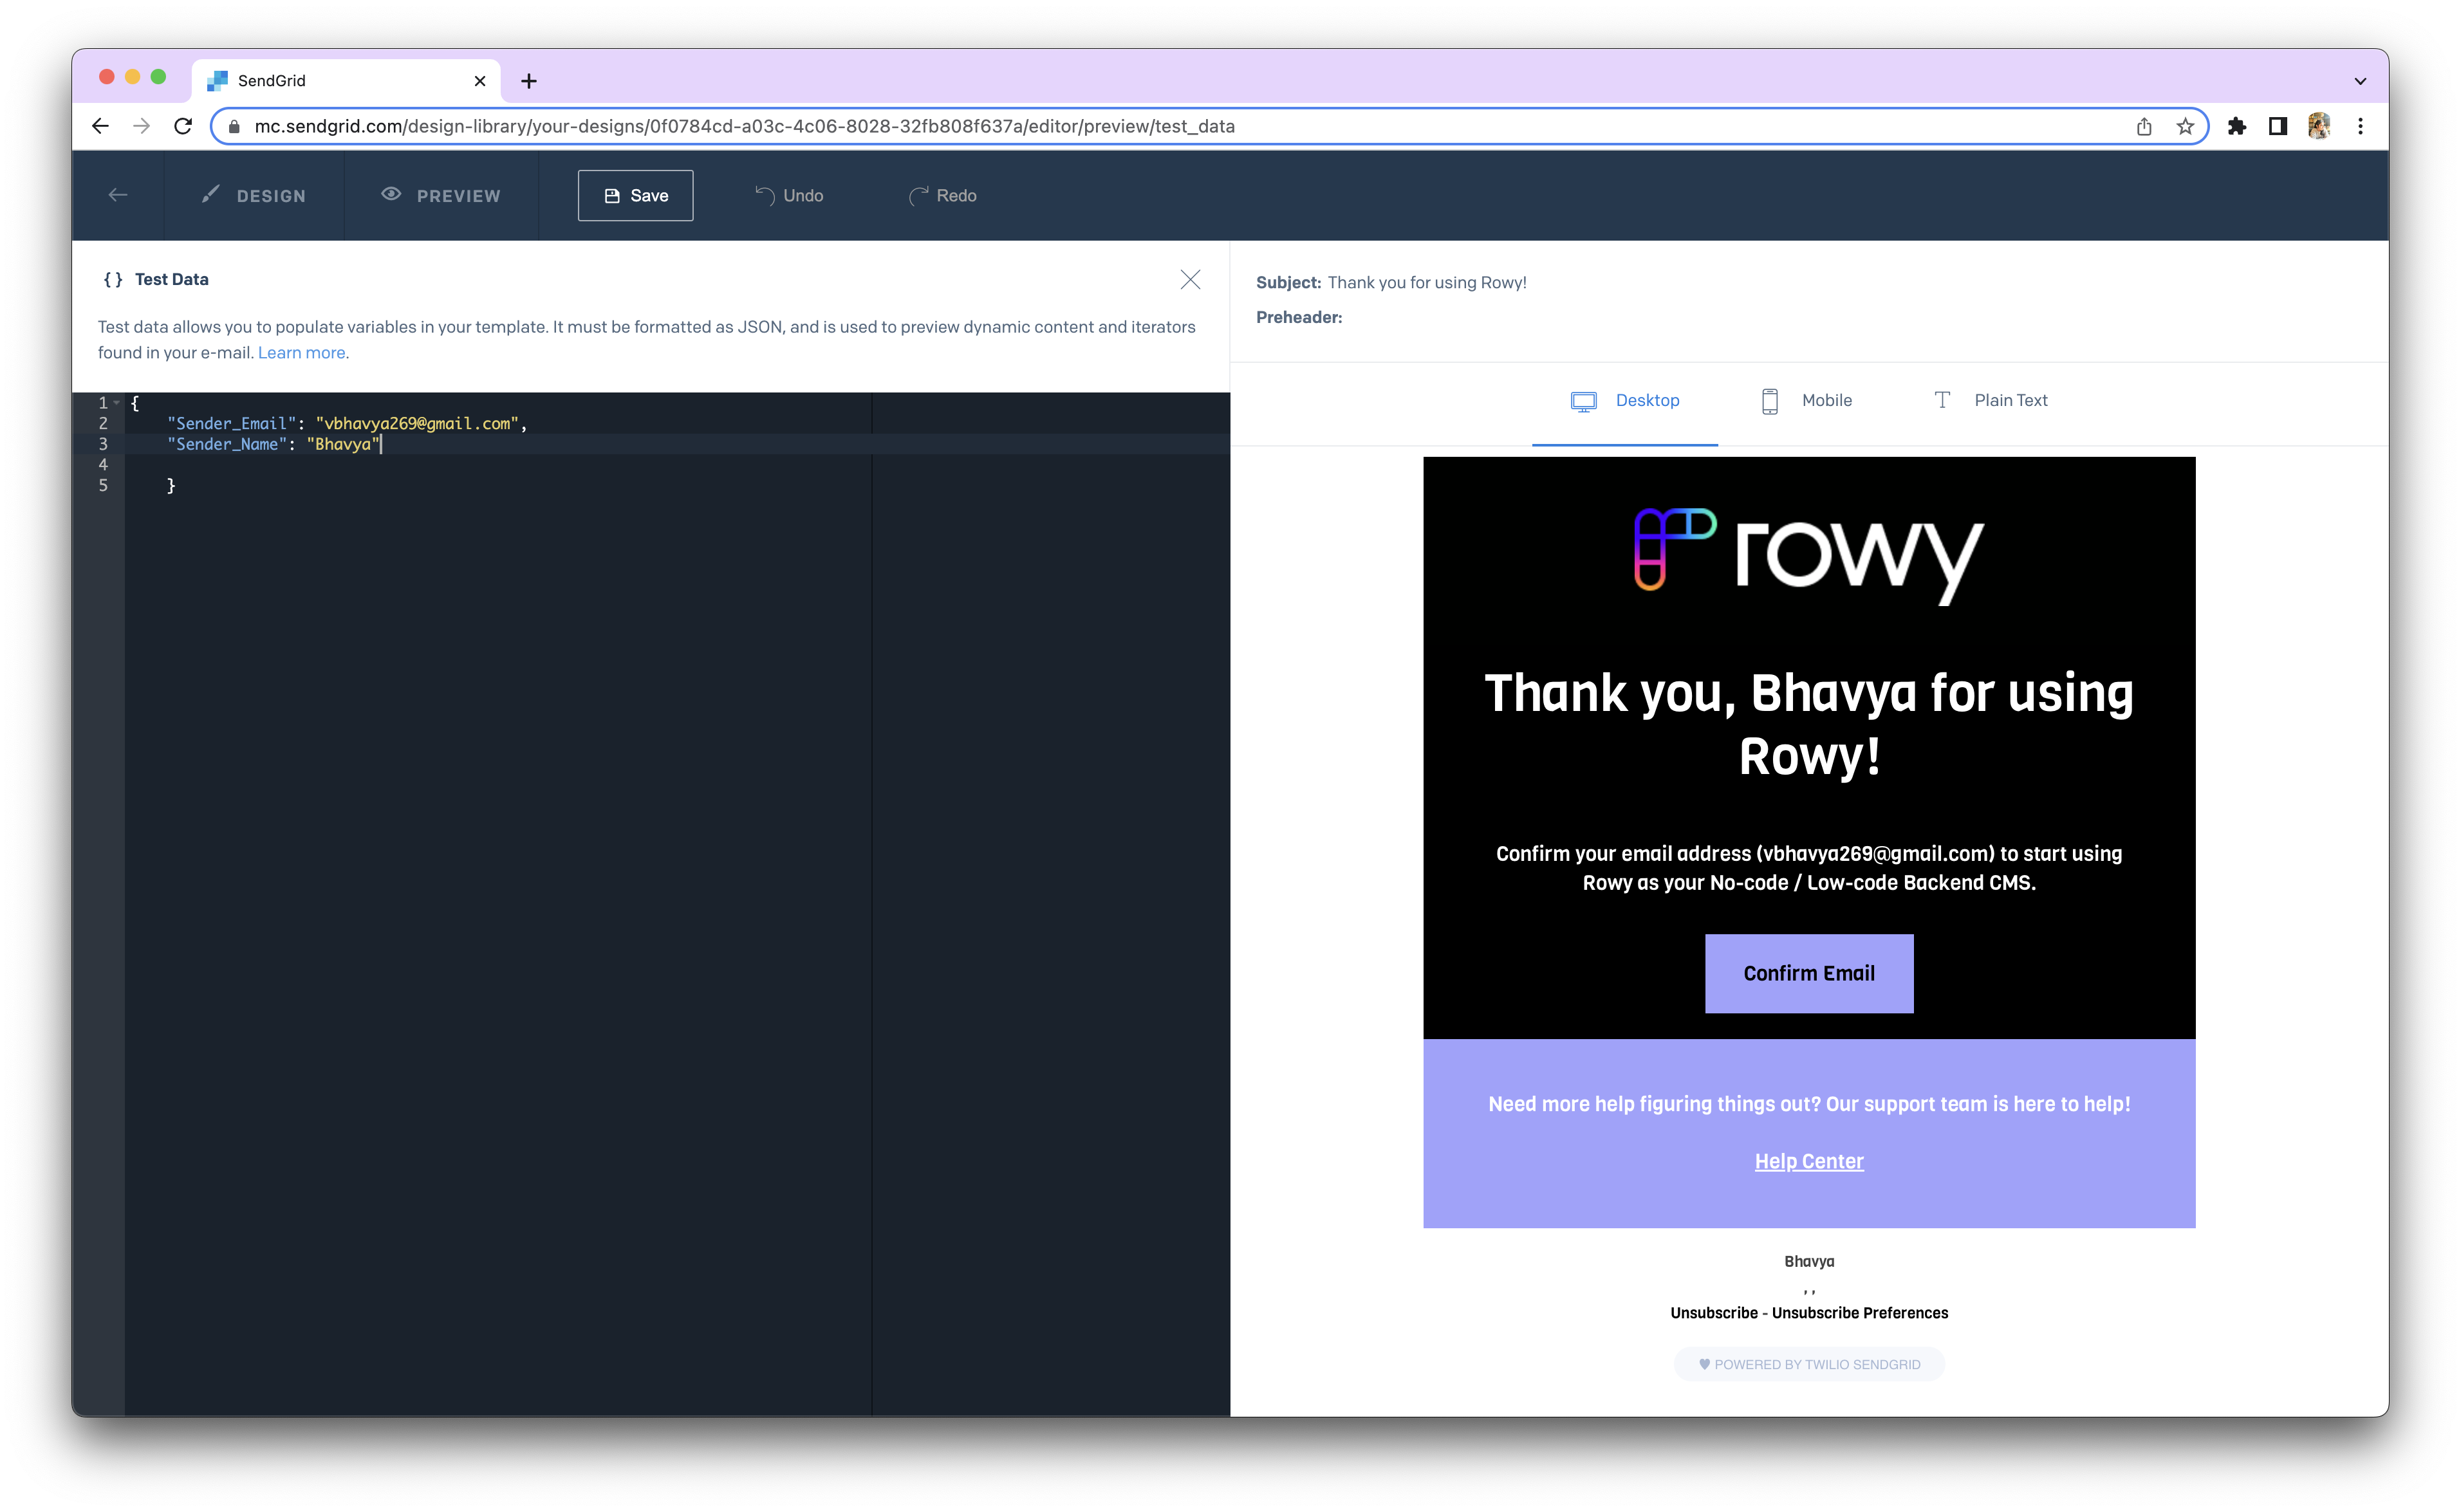 SendGrid
mc.sendgrid.com/design-library/your-designs/0f0784cd-a03c-4c06-8028-32fb808f637a/editor/preview/test_data
DESIGN
PREVIEW
Save
Undo
Redo
{} Test Data
Test data allows you to populate variables in your template. It must be formatted as JSON, and is used to preview dynamic content and iterators
found in your e-mail. Learn more.
1 {
2 "Sender_Email": "vbhavya269@gmail.com",
3 "Sender_Name": "Bhavya"
4
5 }
Subject: Thank you for using Rowy!
Preheader:
Desktop
Mobile
Plain Text
rowy
Thank you, Bhavya for using
Rowy!
Confirm your email address (vbhavya269@gmail.com) to start using
Rowy as your No-code / Low-code Backend CMS.
Confirm Email
Need more help figuring things out? Our support team is here to help!
Help Center
Bhavya
, ,
Unsubscribe - Unsubscribe Preferences
POWERED BY TWILIO SENDGRID